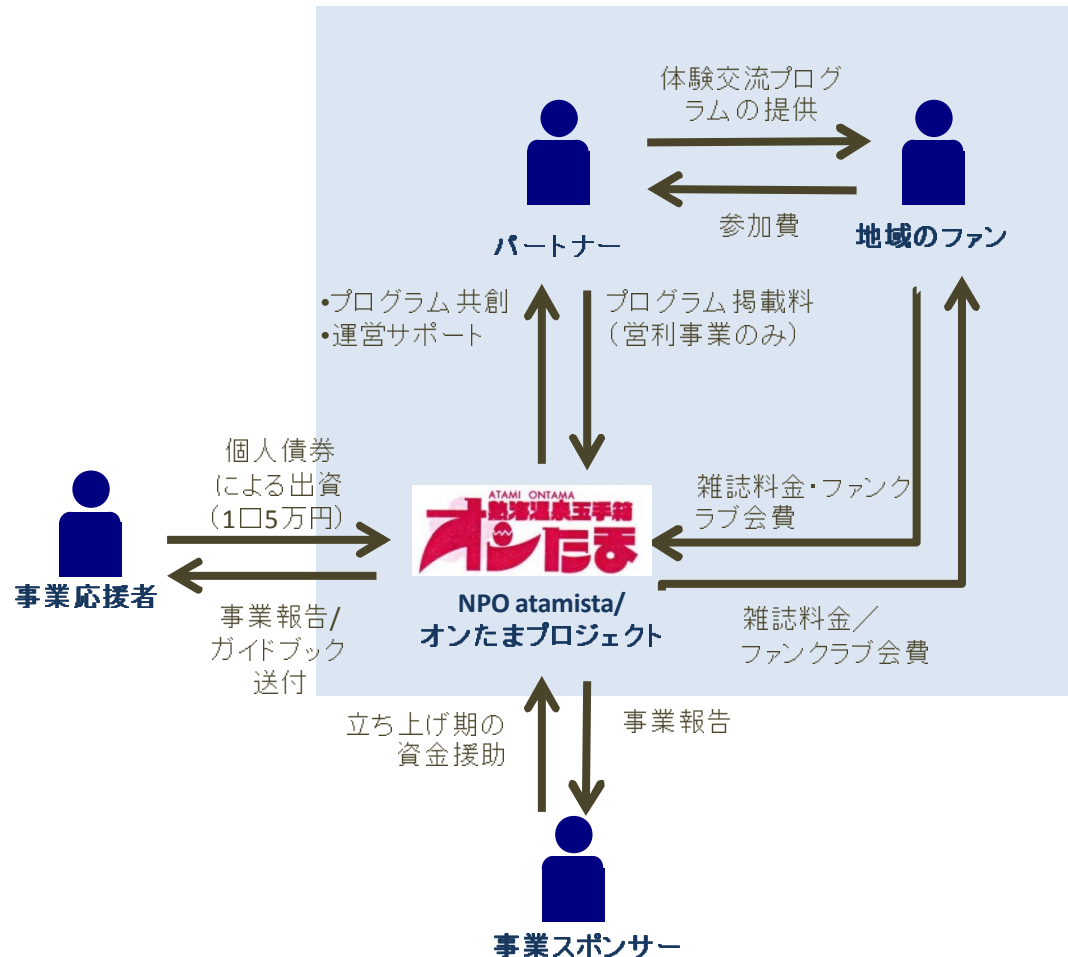 体験交流プログ
ラムの提供
参加費
パートナー
地域のファン
•プログラム共創
•運営サポート
プログラム掲載料
（営利事業のみ）
個人債券
による出資
（1口5万円）
雑誌料金・ファンク
ラブ会費
ATAMI ONTAMA
熱海温泉玉手箱
オンたま
事業応援者
NPO atamista/
オンたまプロジェクト
事業報告/
ガイドブック
送付
雑誌料金／
ファンクラブ会費
立ち上げ期の
資金援助
事業報告
事業スポンサー